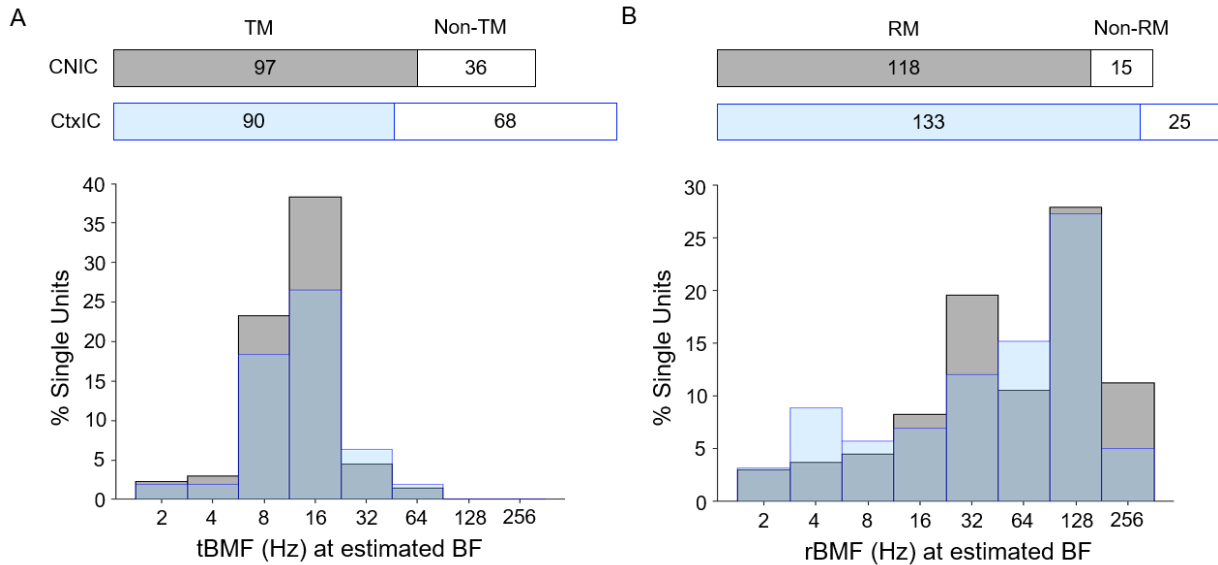 A
TM Non-TM
CNIC 97 36
CtxIC 90 68
% Single Units
40
35
30
25
20
15
10
5
0
2 4 8 16 32 64 128 256
tBMF (Hz) at estimated BF
B
RM Non-RM
118 15
133 25
% Single Units
30
25
20
15
10
5
0
2 4 8 16 32 64 128 256
rBMF (Hz) at estimated BF